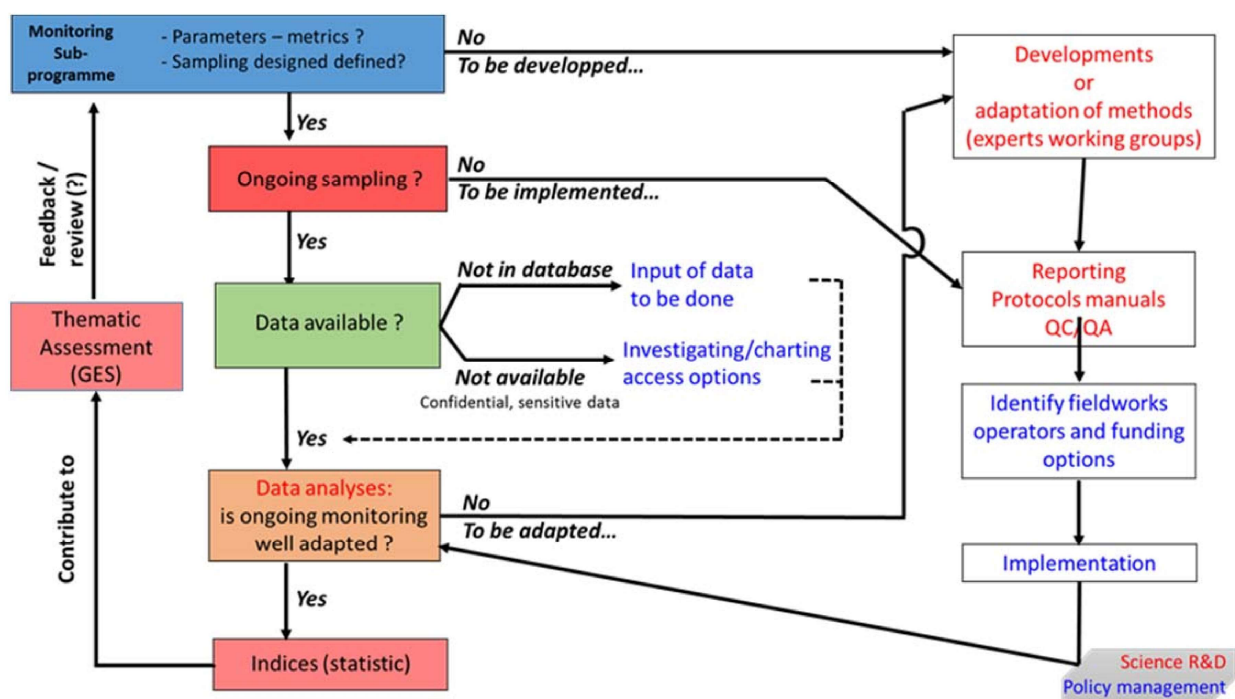 Monitoring
Sub-
programme
- Parameters – metrics ?
- Sampling designed defined?
No
To be developped...
Developments
or
adaptation of methods
(experts working groups)
Yes
Ongoing sampling ?
No
To be implemented...
Feedback /
review (?)
Yes
Not in database
Input of data
to be done
Reporting
Protocols manuals
QC/QA
Thematic
Assessment
(GES)
Data available ?
Investigating/charting
access options
Not available
Confidential, sensitive data
Identify fieldworks
operators and funding
options
Yes
Contribute to
Data analyses:
is ongoing monitoring
well adapted ?
No
To be adapted...
Implementation
Yes
Indices (statistic)
Science R&D
Policy management